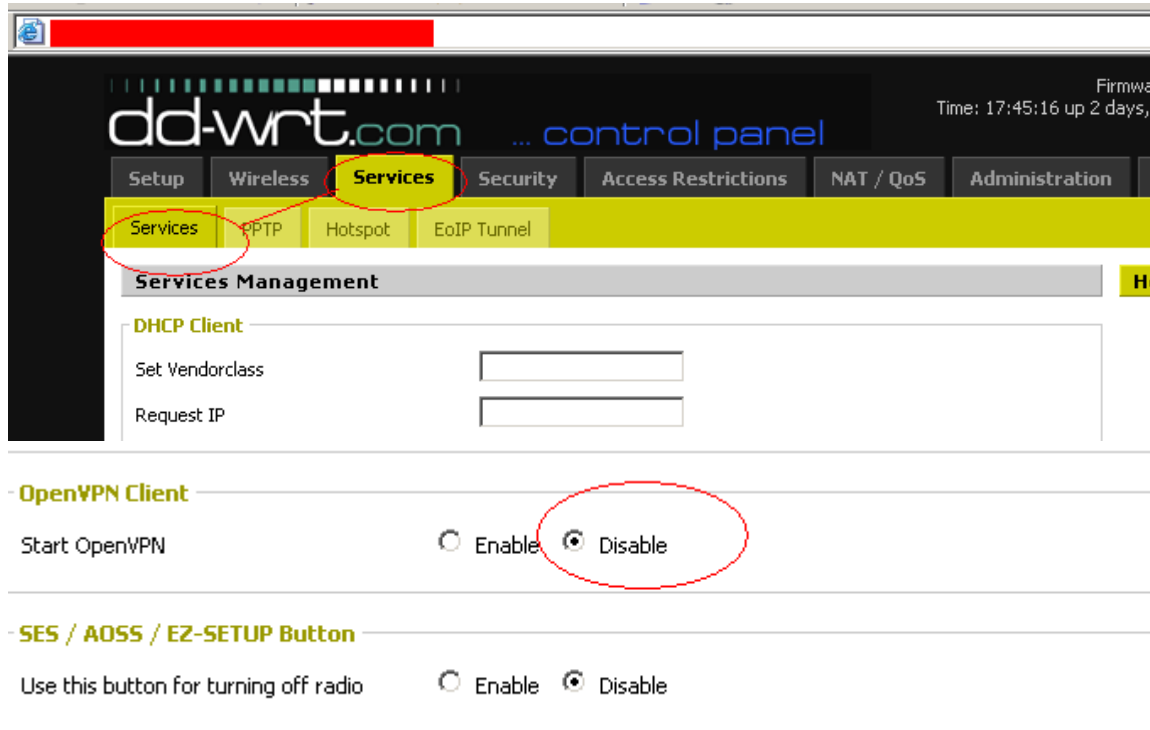 Firmwa
dd-wrt.com ... control panel
Time: 17:45:16 up 2 days,
Setup Wireless Services Security Access Restrictions NAT / QoS Administration
Services PPTP Hotspot EoIP Tunnel
Services Management
H
DHCP Client
Set Vendorclass
Request IP
OpenVPN Client
Start OpenVPN Enable Disable
SES / AOSS / EZ-SETUP Button
Use this button for turning off radio Enable Disable